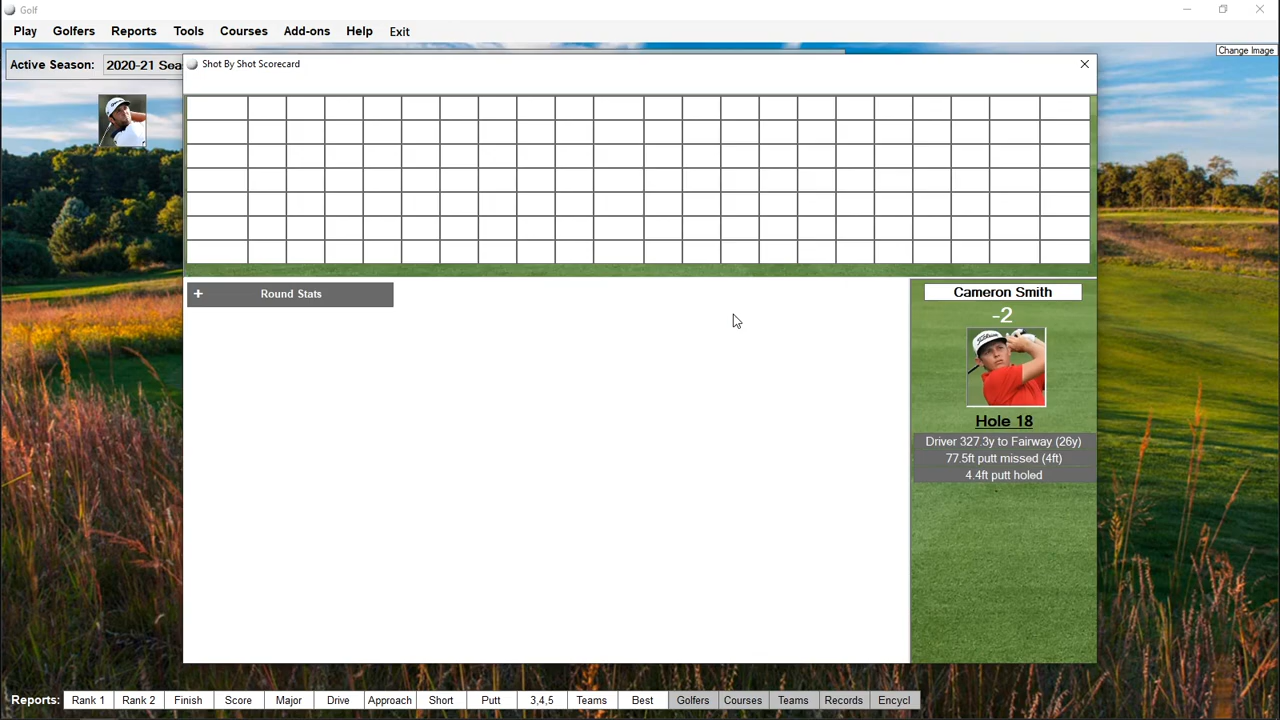 Golf
Play Golfers Reports Tools Courses Add-ons Help Exit
Change Image
Active Season: 2020-21 Sea
Shot By Shot Scorecard
+ Round Stats
Cameron Smith
-2
Hole 18
Driver 327.3y to Fairway (26y)
77.5ft putt missed (4ft)
4.4ft putt holed
Reports: Rank 1 Rank 2 Finish Score Major Drive Approach Short Putt 3,4,5 Teams Best Golfers Courses Teams Records Encycl